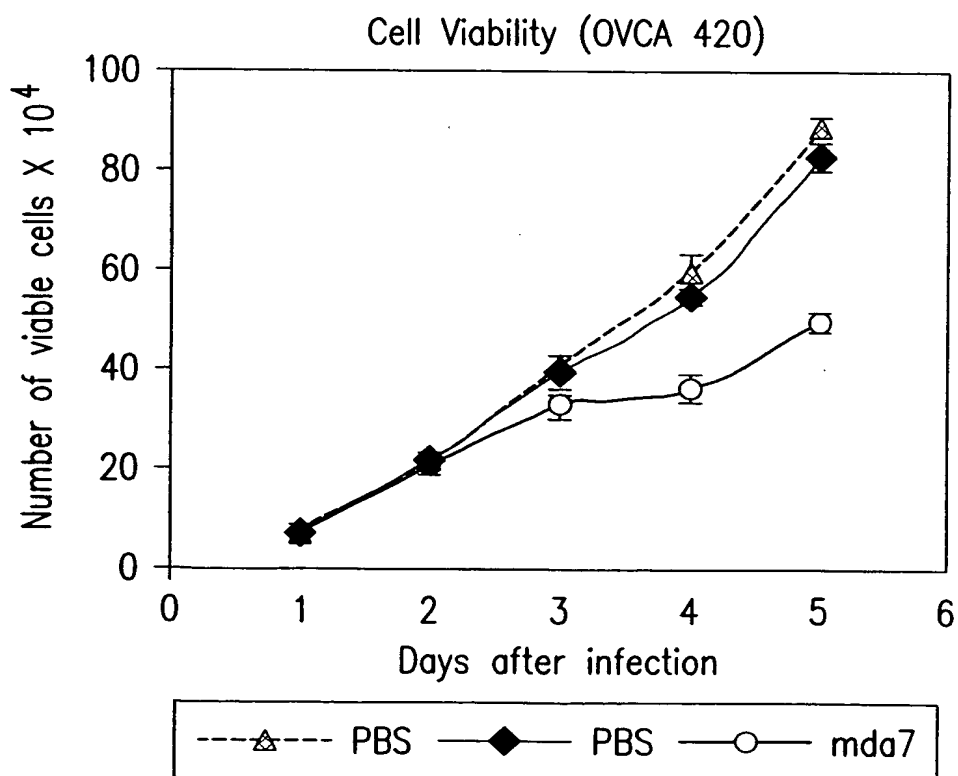 Cell Viability (OVCA 420)
Number of viable cells X 10⁴
100
80
60
40
20
0
0 1 2 3 4 5 6
Days after infection
PBS PBS mda7